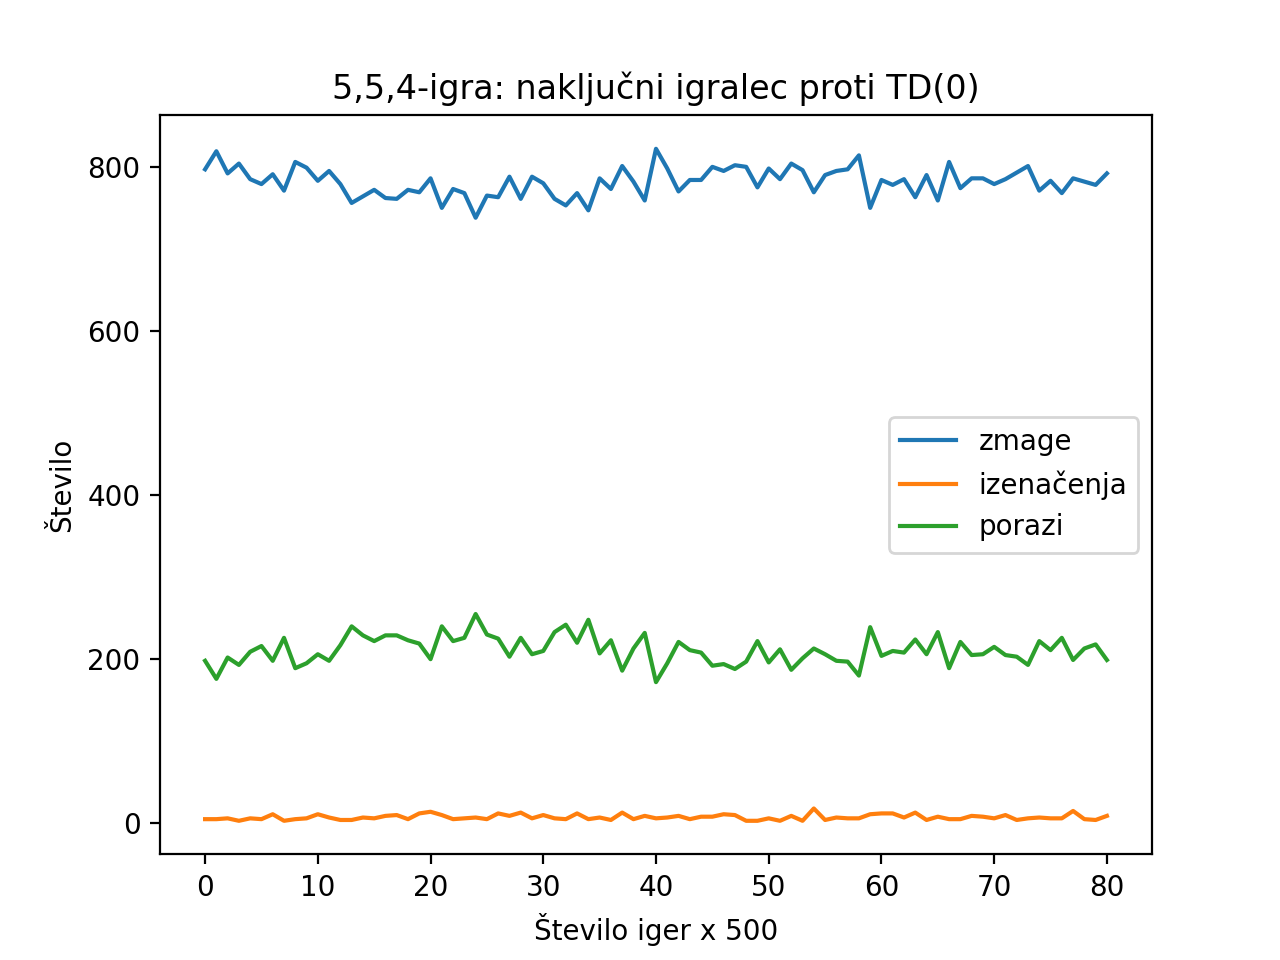 5,5,4-igra: naključni igralec proti TD(0)
Število
800
600
400
200
0
zmage
izenačenja
porazi
0 10 20 30 40 50 60 70 80
Število iger x 500